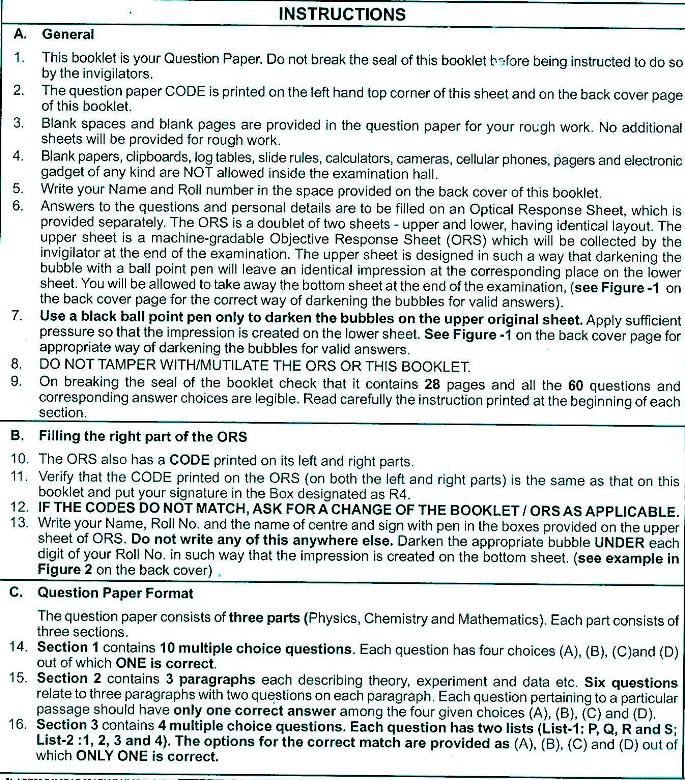 INSTRUCTIONS
A. General
1. This booklet is your Question Paper. Do not break the seal of this booklet before being instructed to do so
by the invigilators.
2. The question paper CODE is printed on the left hand top corner of this sheet and on the back cover page
of this booklet.
3. Blank spaces and blank pages are provided in the question paper for your rough work. No additional
sheets will be provided for rough work.
4. Blank papers, clipboards, log tables, slide rules, calculators, cameras, cellular phones, pagers and electronic
gadget of any kind are NOT allowed inside the examination hall.
5. Write your Name and Roll number in the space provided on the back cover of this booklet.
6. Answers to the questions and personal details are to be filled on an Optical Response Sheet, which is
provided separately. The ORS is a doublet of two sheets - upper and lower, having identical layout. The
upper sheet is a machine-gradable Objective Response Sheet (ORS) which will be collected by the
invigilator at the end of the examination. The upper sheet is designed in such a way that darkening the
bubble with a ball point pen will leave an identical impression at the corresponding place on the lower
sheet. You will be allowed to take away the bottom sheet at the end of the examination, (see Figure -1 on
the back cover page for the correct way of darkening the bubbles for valid answers).
7. Use a black ball point pen only to darken the bubbles on the upper original sheet. Apply sufficient
pressure so that the impression is created on the lower sheet. See Figure -1 on the back cover page for
appropriate way of darkening the bubbles for valid answers.
8. DO NOT TAMPER WITH/MUTILATE THE ORS OR THIS BOOKLET.
9. On breaking the seal of the booklet check that it contains 28 pages and all the 60 questions and
corresponding answer choices are legible. Read carefully the instruction printed at the beginning of each
section.
B. Filling the right part of the ORS
10. The ORS also has a CODE printed on its left and right parts.
11. Verify that the CODE printed on the ORS (on both the left and right parts) is the same as that on this
booklet and put your signature in the Box designated as R4.
12. IF THE CODES DO NOT MATCH, ASK FOR A CHANGE OF THE BOOKLET / ORS AS APPLICABLE.
13. Write your Name, Roll No. and the name of centre and sign with pen in the boxes provided on the upper
sheet of ORS. Do not write any of this anywhere else. Darken the appropriate bubble UNDER each
digit of your Roll No. in such way that the impression is created on the bottom sheet. (see example in
Figure 2 on the back cover)
C. Question Paper Format
The question paper consists of three parts (Physics, Chemistry and Mathematics). Each part consists of
three sections.
14. Section 1 contains 10 multiple choice questions. Each question has four choices (A), (B), (C)and (D)
out of which ONE is correct.
15. Section 2 contains 3 paragraphs each describing theory, experiment and data etc. Six questions
relate to three paragraphs with two questions on each paragraph. Each question pertaining to a particular
passage should have only one correct answer among the four given choices (A), (B), (C) and (D).
16. Section 3 contains 4 multiple choice questions. Each question has two lists (List-1: P, Q, R and S;
List-2 :1, 2, 3 and 4). The options for the correct match are provided as (A), (B), (C) and (D) out of
which ONLY ONE is correct.